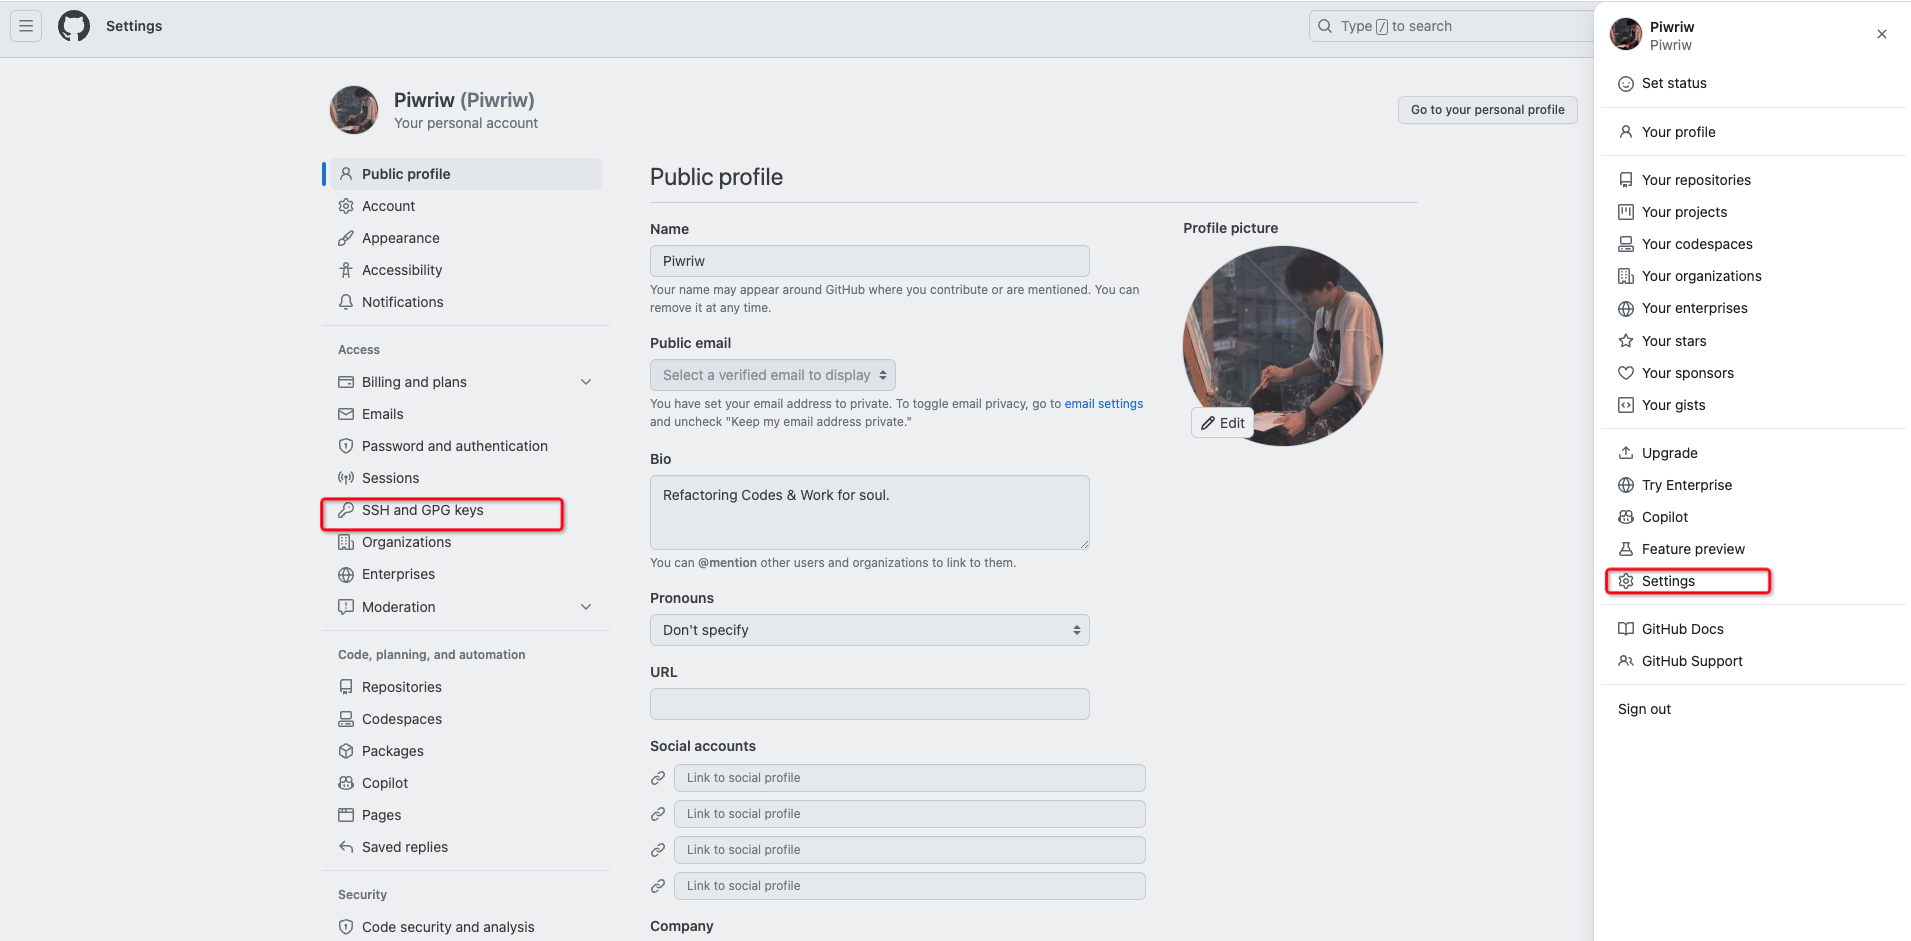 Settings
Type / to search
Piwriw (Piwriw)
Your personal account
Go to your personal profile
Public profile
Account
Appearance
Accessibility
Notifications
Access
Billing and plans
Emails
Password and authentication
Sessions
SSH and GPG keys
Organizations
Enterprises
Moderation
Code, planning, and automation
Repositories
Codespaces
Packages
Copilot
Pages
Saved replies
Security
Code security and analysis
Public profile
Name
Piwriw
Your name may appear around GitHub where you contribute or are mentioned. You can
remove it at any time.
Public email
Select a verified email to display
You have set your email address to private. To toggle email privacy, go to email settings
and uncheck "Keep my email address private."
Bio
Refactoring Codes & Work for soul.
You can @mention other users and organizations to link to them.
Pronouns
Don't specify
URL
Social accounts
Link to social profile
Link to social profile
Link to social profile
Link to social profile
Company
Profile picture
Edit
Piwriw
Piwriw
Set status
Your profile
Your repositories
Your projects
Your codespaces
Your organizations
Your enterprises
Your stars
Your sponsors
Your gists
Upgrade
Try Enterprise
Copilot
Feature preview
Settings
GitHub Docs
GitHub Support
Sign out